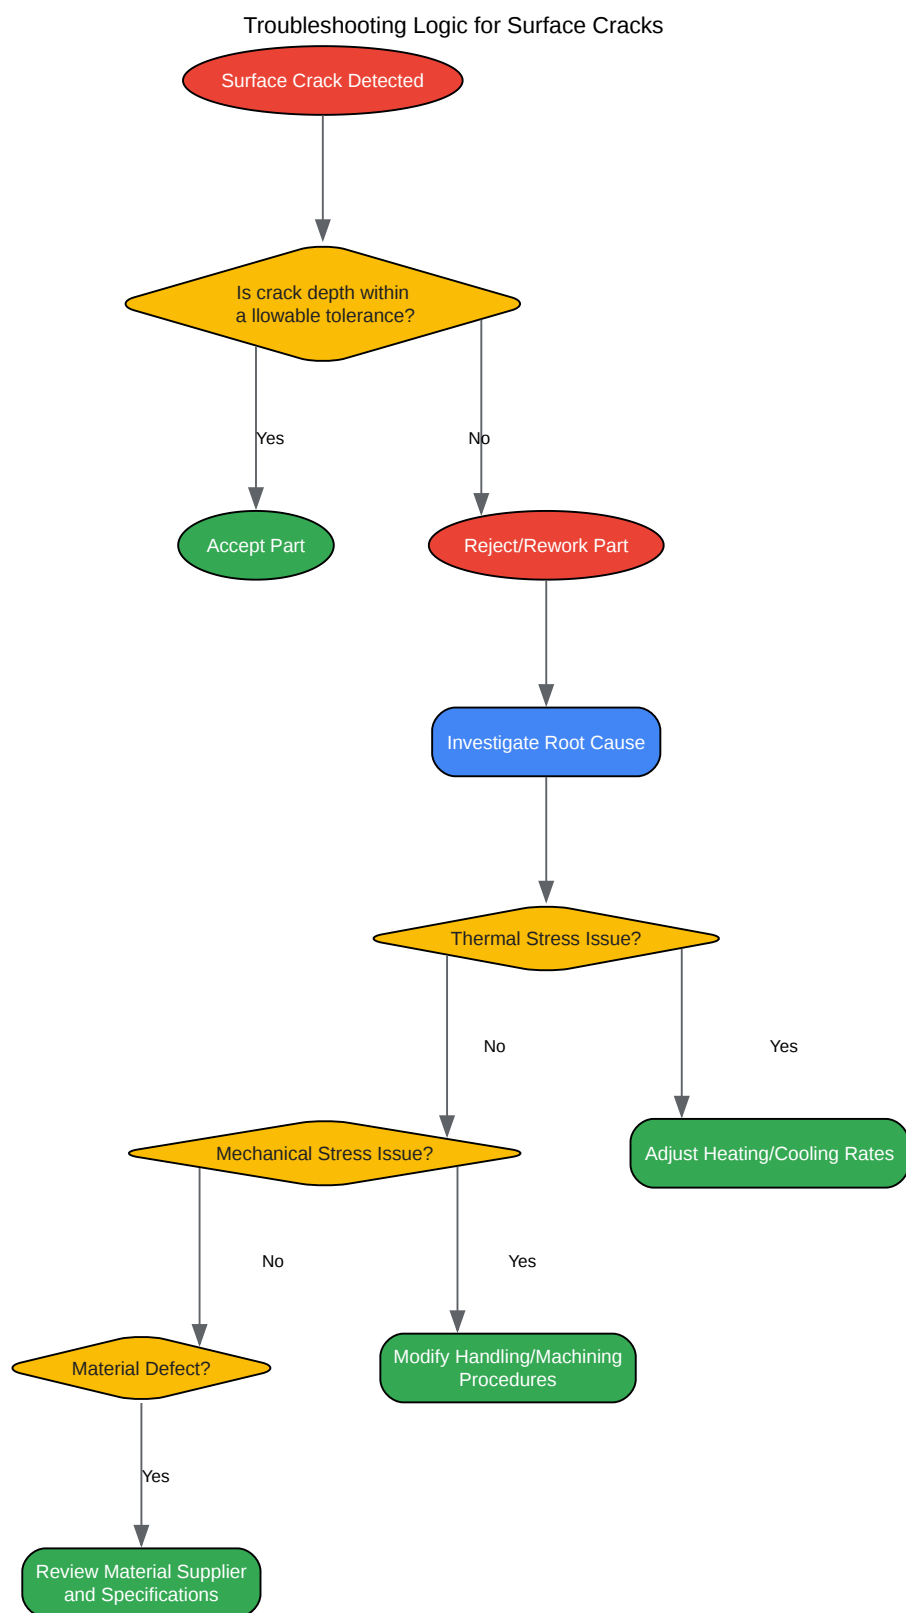 Troubleshooting Logic for Surface Cracks
Surface Crack Detected
Is crack depth within
a llowable tolerance?
Yes
No
Accept Part
Reject/Rework Part
Investigate Root Cause
Thermal Stress Issue?
No
Yes
Mechanical Stress Issue?
Adjust Heating/Cooling Rates
No
Yes
Material Defect?
Modify Handling/Machining
Procedures
Yes
Review Material Supplier
and Specifications